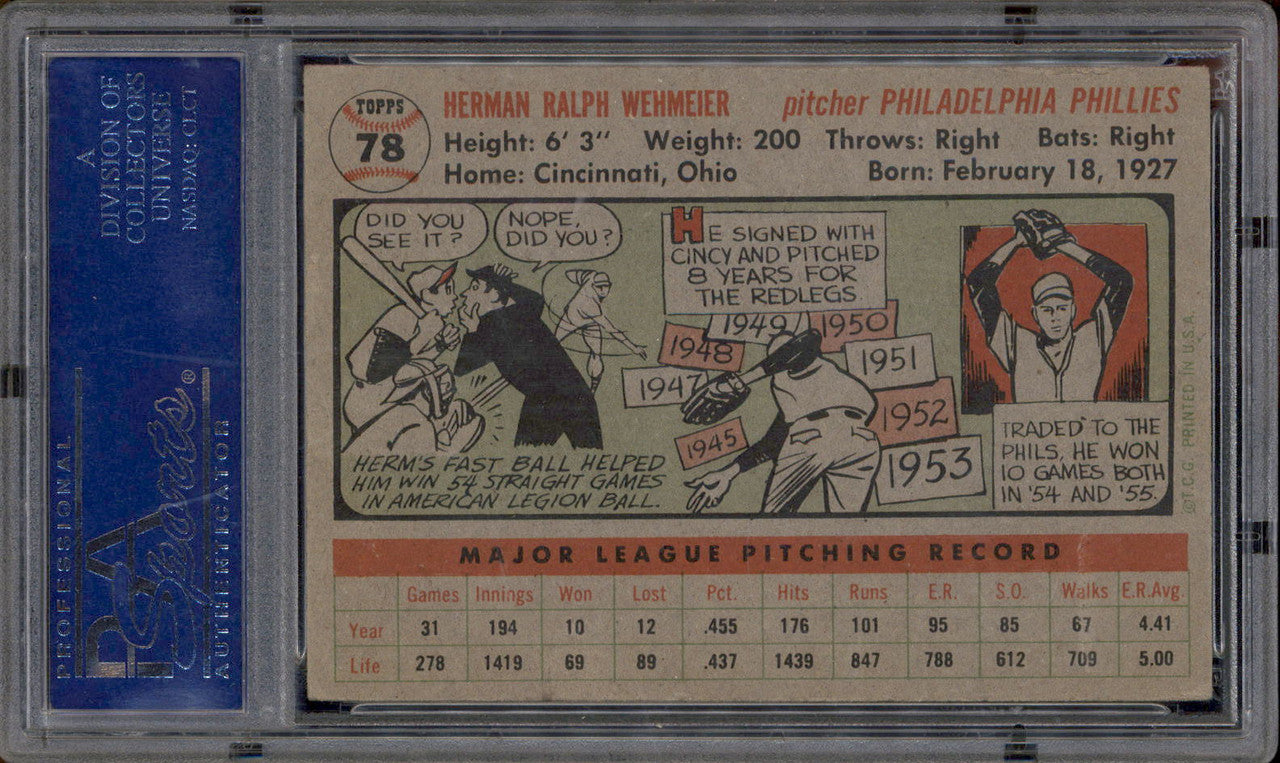 A
DIVISION OF
COLLECTORS
UNIVERSE
NASDAQ: CLCT
PROFESSIONAL
PSA
Sports®
AUTHENTICATOR
TOPPS
78
HERMAN RALPH WEHMEIER pitcher PHILADELPHIA PHILLIES
Height: 6' 3" Weight: 200 Throws: Right Bats: Right
Home: Cincinnati, Ohio Born: February 18, 1927
DID YOU
SEE IT?
NOPE,
DID YOU?
HERM'S FAST BALL HELPED
HIM WIN 54 STRAIGHT GAMES
IN AMERICAN LEGION BALL.
HE SIGNED WITH
CINCY AND PITCHED
8 YEARS FOR
THE REDLEGS.
1945
1947
1948
1949
1950
1951
1952
1953
TRADED TO THE
PHILS, HE WON
10 GAMES BOTH
IN '54 AND '55.
©T.C.G. PRINTED IN U.S.A.
MAJOR LEAGUE PITCHING RECORD
Games Innings Won Lost Pct. Hits Runs E.R. S.O. Walks E.R.Avg.
Year 31 194 10 12 .455 176 101 95 85 67 4.41
Life 278 1419 69 89 .437 1439 847 788 612 709 5.00